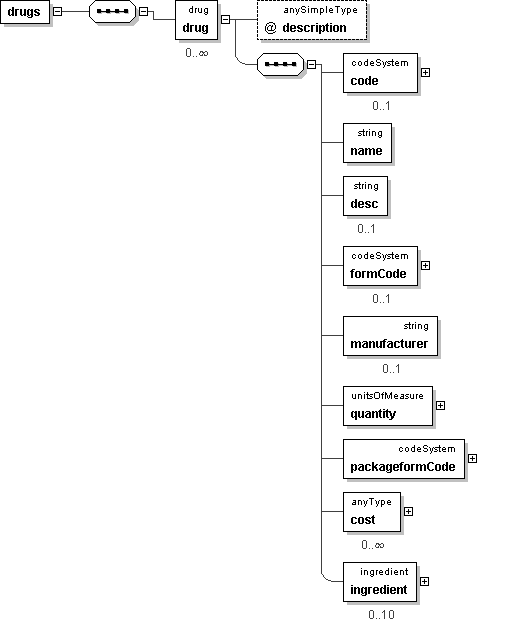 drugs
drug
drug
0..∞
anySimpleType
@ description
codeSystem
code
0..1
string
name
string
desc
0..1
codeSystem
formCode
0..1
string
manufacturer
0..1
unitsOfMeasure
quantity
codeSystem
packageformCode
anyType
cost
0..∞
ingredient
ingredient
0..10